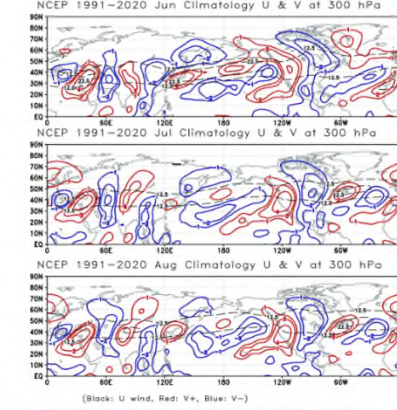 NCEP 1991-2020 Jun Climatology U & V at 300 hPa
90N
80N
70N
60N
50N
40N
30N
20N
10N
EQ
0 60E 120E 180 120W 60W
NCEP 1991-2020 Jul Climatology U & V at 300 hPa
90N
80N
70N
60N
50N
40N
30N
20N
10N
EQ
0 60E 120E 180 120W 60W
NCEP 1991-2020 Aug Climatology U & V at 300 hPa
90N
80N
70N
60N
50N
40N
30N
20N
10N
EQ
0 60E 120E 180 120W 60W
(Black: U wind, Red: V+, Blue: V-)